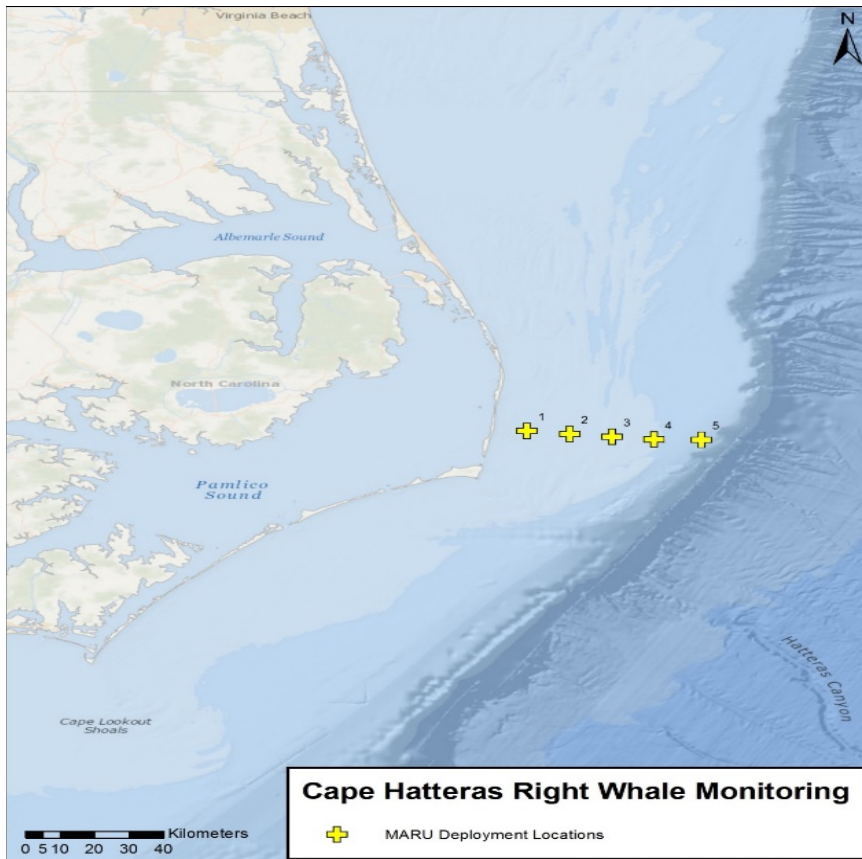 Virginia Beach
N
Albemarle Sound
North Carolina
1
2
3
4
5
Pamlico
Sound
Hatteras Canyon
Cape Lookout
Shoals
Cape Hatteras Right Whale Monitoring
MARU Deployment Locations
Kilometers
0 5 10 20 30 40